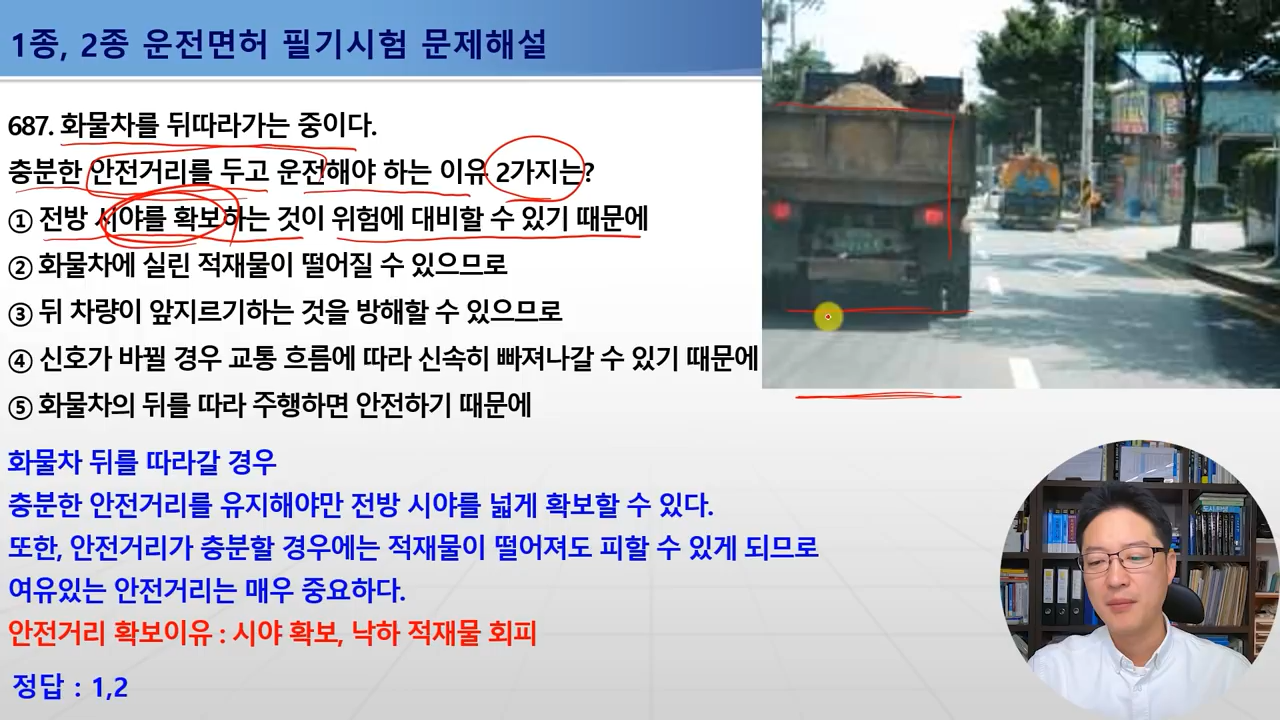 1종, 2종 운전면허 필기시험 문제해설
687. 화물차를 뒤따라가는 중이다.
충분한 안전거리를 두고 운전해야 하는 이유 2가지는?
① 전방 시야를 확보하는 것이 위험에 대비할 수 있기 때문에
② 화물차에 실린 적재물이 떨어질 수 있으므로
③ 뒤 차량이 앞지르기하는 것을 방해할 수 있으므로
④ 신호가 바뀔 경우 교통 흐름에 따라 신속히 빠져나갈 수 있기 때문에
⑤ 화물차의 뒤를 따라 주행하면 안전하기 때문에
화물차 뒤를 따라갈 경우
충분한 안전거리를 유지해야만 전방 시야를 넓게 확보할 수 있다.
또한, 안전거리가 충분할 경우에는 적재물이 떨어져도 피할 수 있게 되므로
여유있는 안전거리는 매우 중요하다.
안전거리 확보이유 : 시야 확보, 낙하 적재물 회피
정답 : 1,2